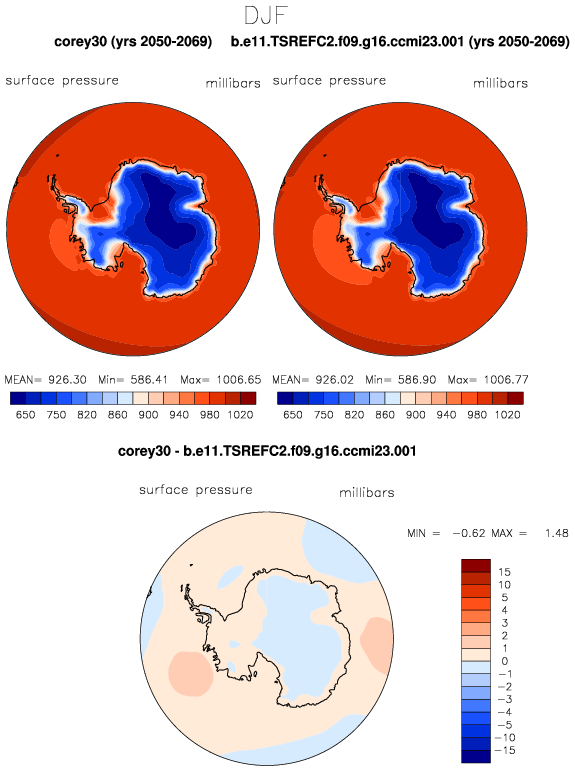 DJF
corey30 (yrs 2050-2069) b.e11.TSREFC2.f09.g16.ccmi23.001 (yrs 2050-2069)
surface pressure millibars surface pressure millibars
MEAN= 926.30 Min= 586.41 Max= 1006.65 MEAN= 926.02 Min= 586.90 Max= 1006.77
650 750 820 860 900 940 980 1020 650 750 820 860 900 940 980 1020
corey30 - b.e11.TSREFC2.f09.g16.ccmi23.001
surface pressure millibars
MIN = -0.62 MAX = 1.48
15
10
5
4
3
2
1
0
-1
-2
-3
-4
-5
-10
-15